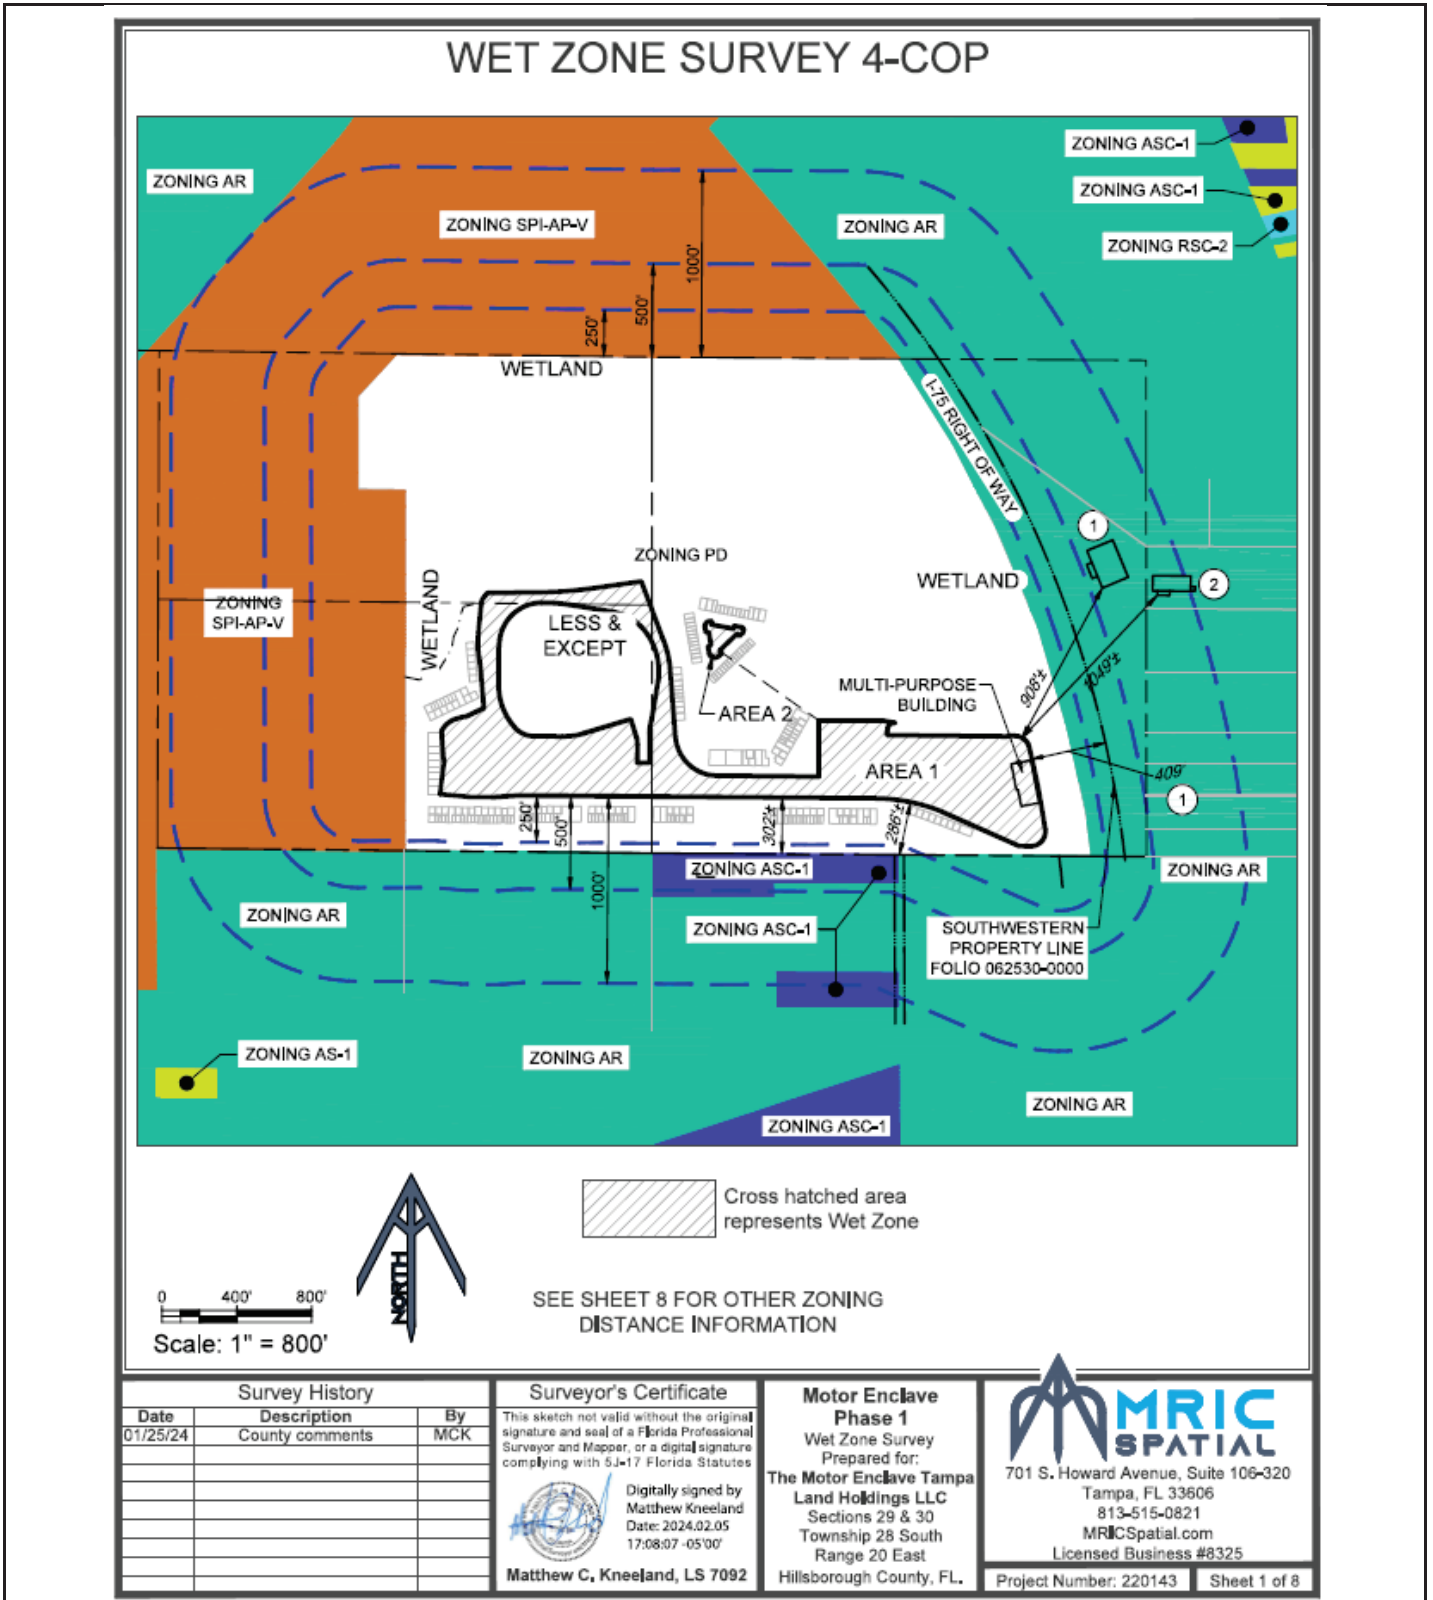 WET ZONE SURVEY 4-COP
ZONING ASC-1
ZONING AR
ZONING ASC-1
ZONING SPI-AP-V
ZONING AR
ZONING RSC-2
1000'
500'
250'
WETLAND
I-75 RIGHT OF WAY
1
ZONING PD
WETLAND
2
WETLAND
ZONING
SPI-AP-V
LESS &
EXCEPT
908'±
1049'±
MULTI-PURPOSE
BUILDING
AREA 2
AREA 1
409'
1
250'
500'
302'±
286'±
1000'
ZONING ASC-1
ZONING AR
ZONING AR
ZONING ASC-1
SOUTHWESTERN
PROPERTY LINE
FOLIO 062530-0000
ZONING AS-1
ZONING AR
ZONING AR
ZONING ASC-1
Cross hatched area
represents Wet Zone
NORTH
0 400' 800'
Scale: 1" = 800'
SEE SHEET 8 FOR OTHER ZONING
DISTANCE INFORMATION
Survey History
Date Description By
01/25/24 County comments MCK
Surveyor's Certificate
This sketch not valid without the original
signature and seal of a Florida Professional
Surveyor and Mapper, or a digital signature
complying with 5J-17 Florida Statutes
Digitally signed by
Matthew Kneeland
Date: 2024.02.05
17:08:07 -05'00'
Matthew C. Kneeland, LS 7092
Motor Enclave
Phase 1
Wet Zone Survey
Prepared for:
The Motor Enclave Tampa
Land Holdings LLC
Sections 29 & 30
Township 28 South
Range 20 East
Hillsborough County, FL.
MRIC
SPATIAL
701 S. Howard Avenue, Suite 106-320
Tampa, FL 33606
813-515-0821
MRICSpatial.com
Licensed Business #8325
Project Number: 220143
Sheet 1 of 8